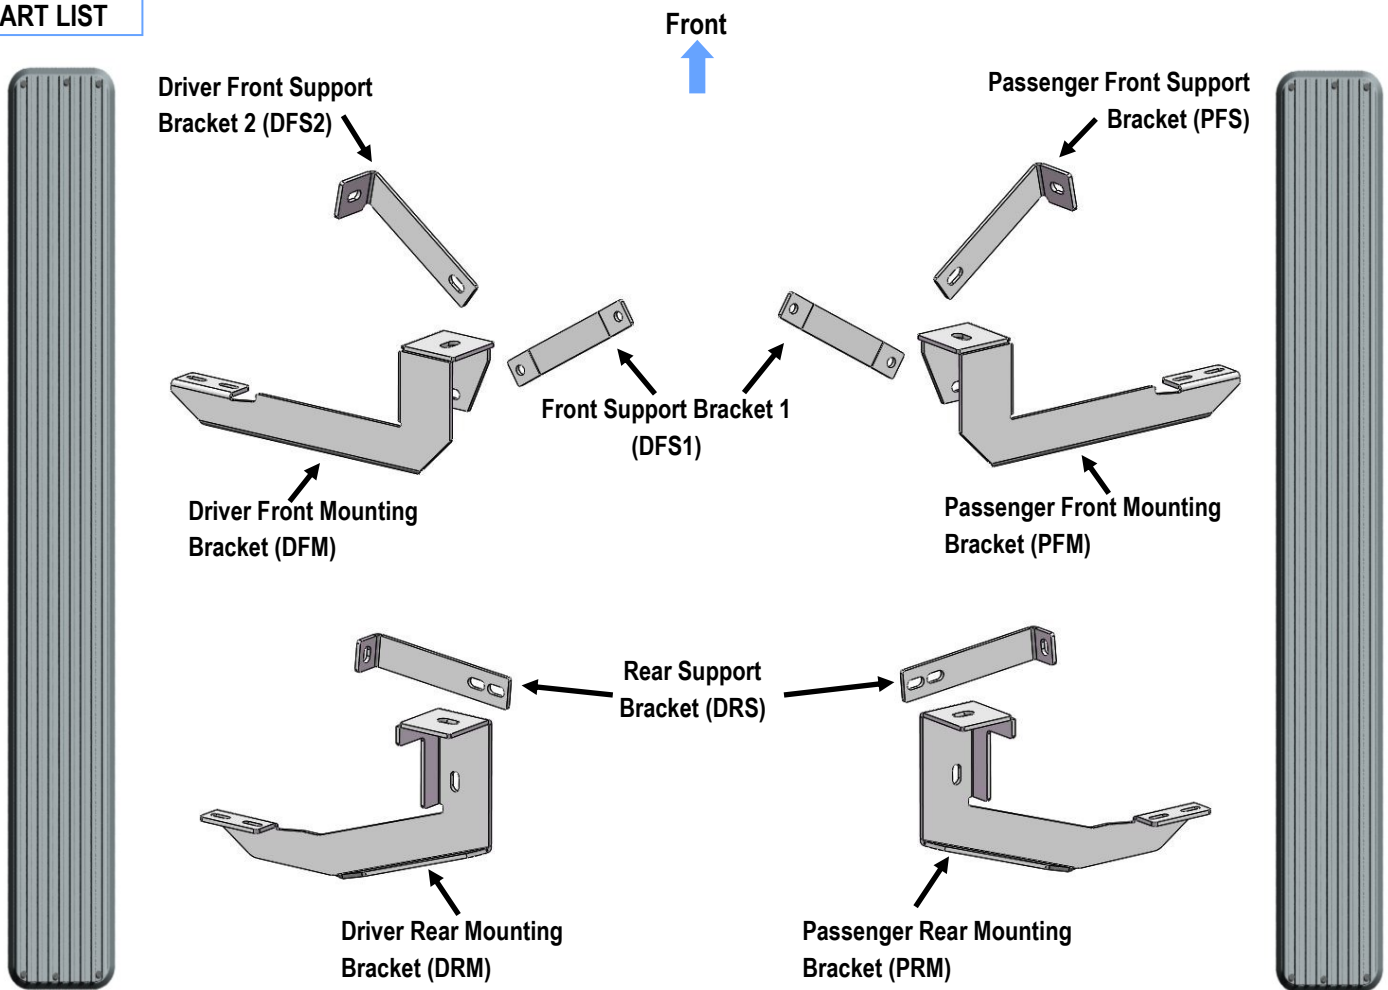 ART LIST
Front
Driver Front Support
Bracket 2 (DFS2)
Passenger Front Support
Bracket (PFS)
Front Support Bracket 1
(DFS1)
Driver Front Mounting
Bracket (DFM)
Passenger Front Mounting
Bracket (PFM)
Rear Support
Bracket (DRS)
Driver Rear Mounting
Bracket (DRM)
Passenger Rear Mounting
Bracket (PRM)